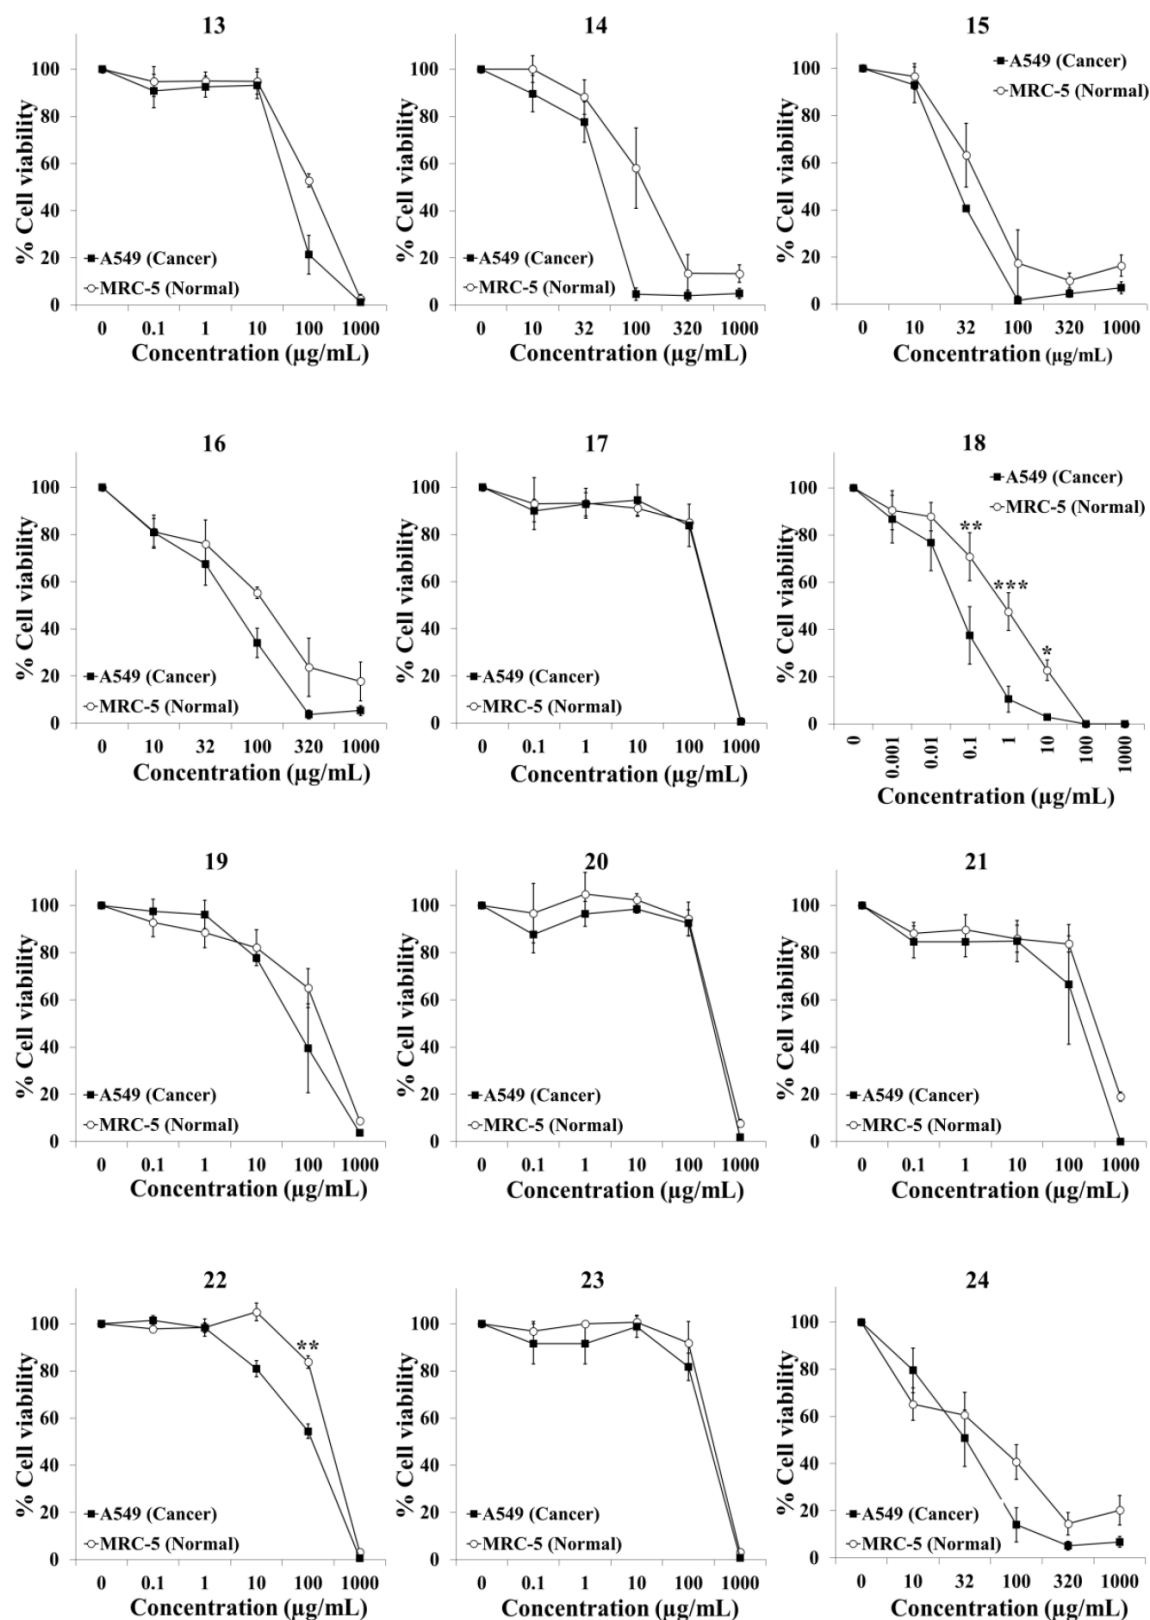 13
100
80
60
40
20
0
% Cell viability
A549 (Cancer)
MRC-5 (Normal)
0 0.1 1 10 100 1000
Concentration (µg/mL)
14
100
80
60
40
20
0
% Cell viability
A549 (Cancer)
MRC-5 (Normal)
0 10 32 100 320 1000
Concentration (µg/mL)
15
100
80
60
40
20
0
% Cell viability
A549 (Cancer)
MRC-5 (Normal)
0 10 32 100 320 1000
Concentration (µg/mL)
16
100
80
60
40
20
0
% Cell viability
A549 (Cancer)
MRC-5 (Normal)
0 10 32 100 320 1000
Concentration (µg/mL)
17
100
80
60
40
20
0
% Cell viability
A549 (Cancer)
MRC-5 (Normal)
0 0.1 1 10 100 1000
Concentration (µg/mL)
18
100
80
60
40
20
0
% Cell viability
A549 (Cancer)
MRC-5 (Normal)
**
***
*
0 0.001 0.01 0.1 1 10 100 1000
Concentration (µg/mL)
19
100
80
60
40
20
0
% Cell viability
A549 (Cancer)
MRC-5 (Normal)
0 0.1 1 10 100 1000
Concentration (µg/mL)
20
100
80
60
40
20
0
% Cell viability
A549 (Cancer)
MRC-5 (Normal)
0 0.1 1 10 100 1000
Concentration (µg/mL)
21
100
80
60
40
20
0
% Cell viability
A549 (Cancer)
MRC-5 (Normal)
0 0.1 1 10 100 1000
Concentration (µg/mL)
22
100
80
60
40
20
0
% Cell viability
**
A549 (Cancer)
MRC-5 (Normal)
0 0.1 1 10 100 1000
Concentration (µg/mL)
23
100
80
60
40
20
0
% Cell viability
A549 (Cancer)
MRC-5 (Normal)
0 0.1 1 10 100 1000
Concentration (µg/mL)
24
100
80
60
40
20
0
% Cell viability
A549 (Cancer)
MRC-5 (Normal)
0 10 32 100 320 1000
Concentration (µg/mL)